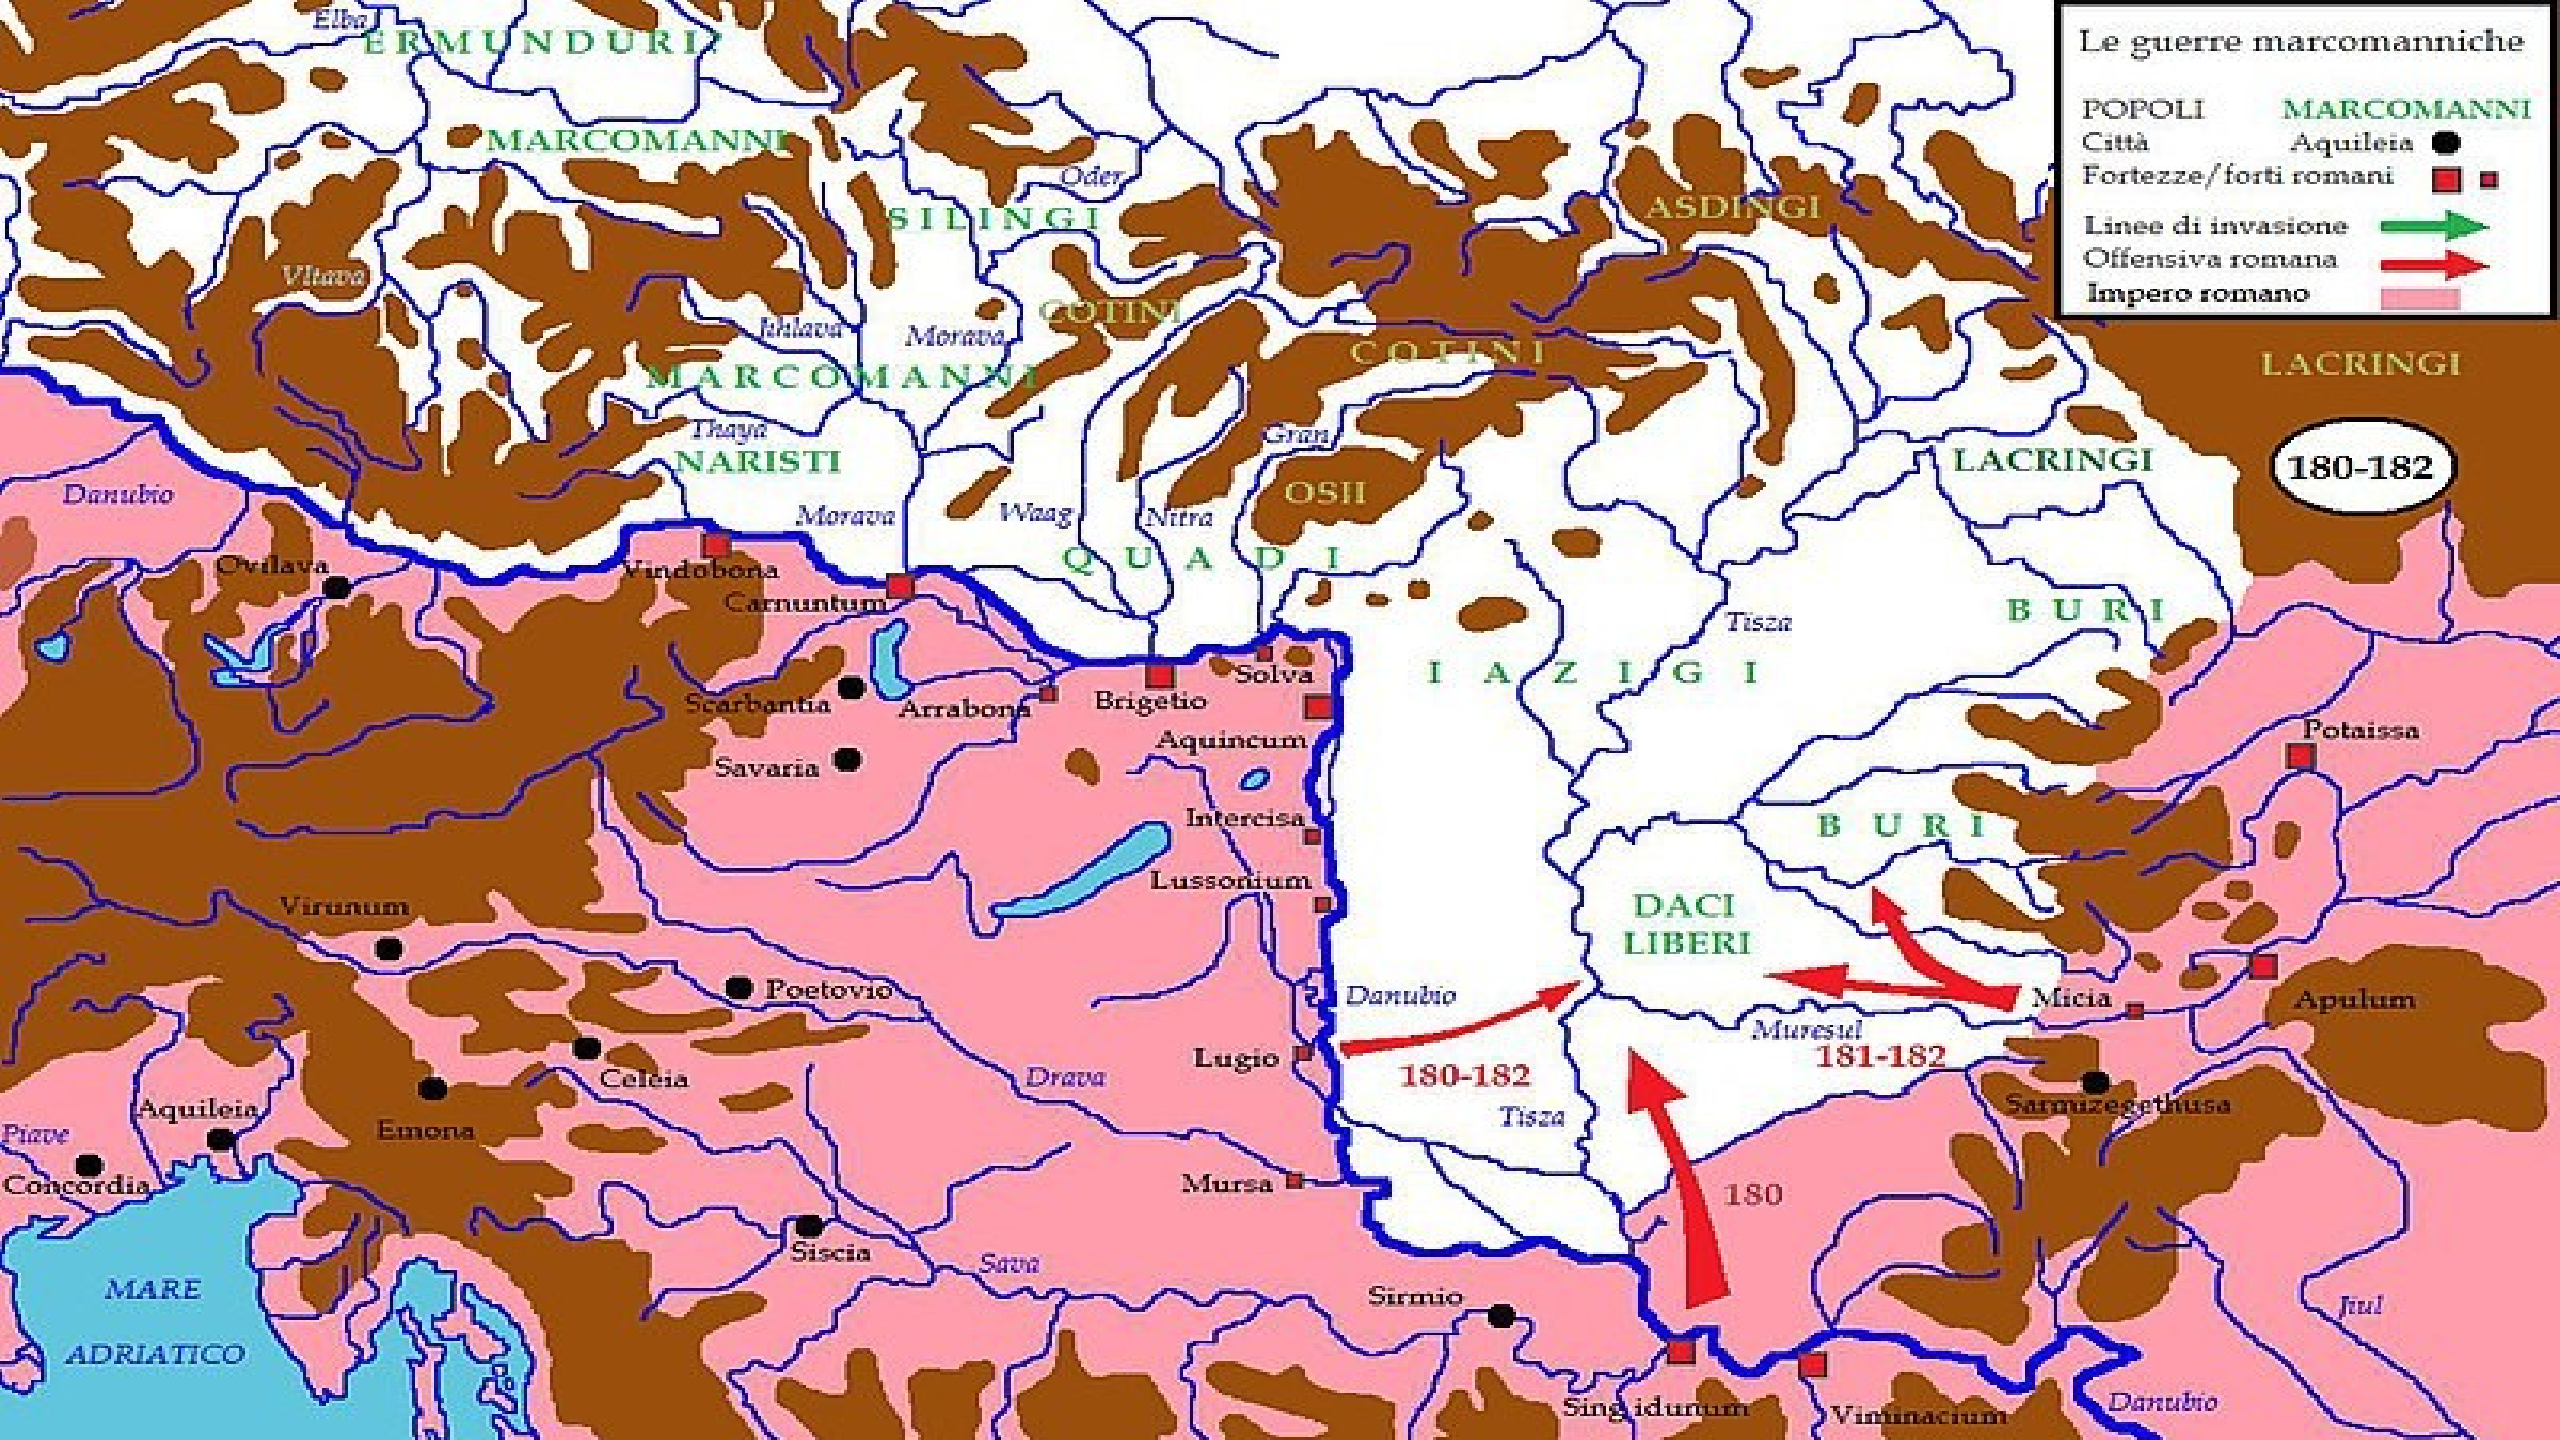 Elba
ERMUNDURI
Le guerre marcomanniche
POPOLI MARCOMANNI
Città Aquileia
Fortezze/forti romani
Linee di invasione
Offensiva romana
Impero romano
MARCOMANNI
Oder
SILINGI
ASDINGI
Vltava
COTINI
Jihlava
Morava
COTINI
LACRINGI
MARCOMANNI
Thaya
Gran
NARISTI
LACRINGI
180-182
Danubio
OSII
Morava
Waag
Nitra
QUADI
Ovilava
Vindobona
Carnuntum
BURI
Tisza
IAZIGI
Solva
Scarbantia
Arrabona
Brigetio
Potaissa
Aquincum
Savaria
Intercisa
BURI
Lussonium
Virunum
DACI
LIBERI
Poetovio
Danubio
Micia
Apulum
Muresul
Lugio
181-182
Drava
180-182
Celeia
Aquileia
Sarmizegethusa
Tisza
Emona
Piave
Concordia
Mursa
180
Siscia
Sava
MARE
ADRIATICO
Sirmio
Jiul
Sing idunum
Viminacium
Danubio